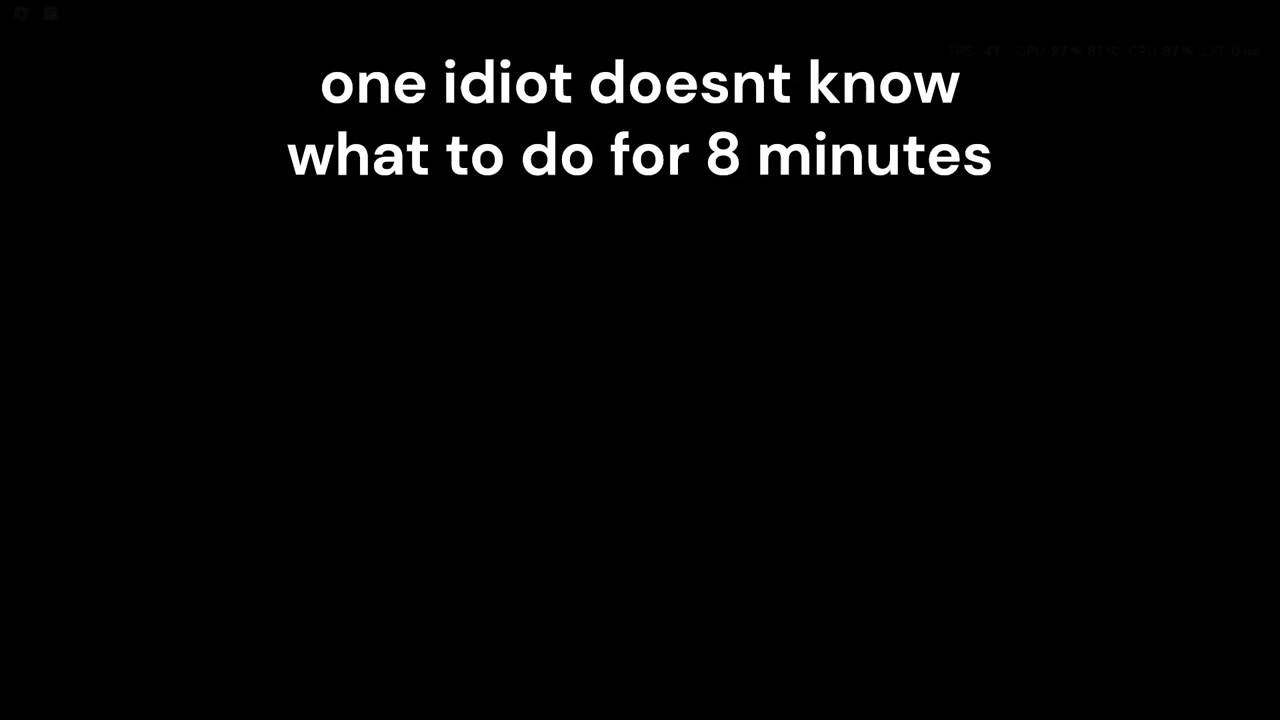 one idiot doesnt know
what to do for 8 minutes